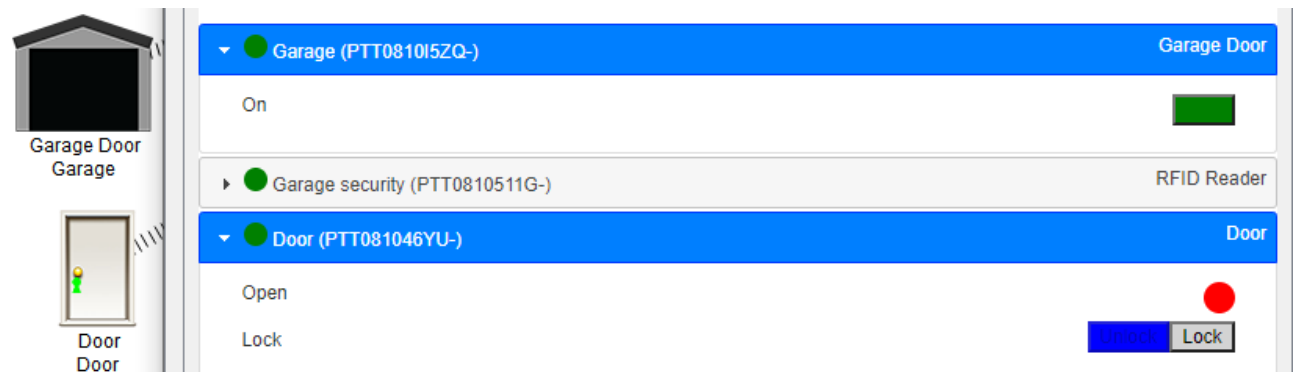 Garage (PTT0810I5ZQ-) Garage Door
On
Garage Door
Garage
Garage security (PTT0810511G-) RFID Reader
Door (PTT081046YU-) Door
Open
Lock Unlock Lock
Door
Door